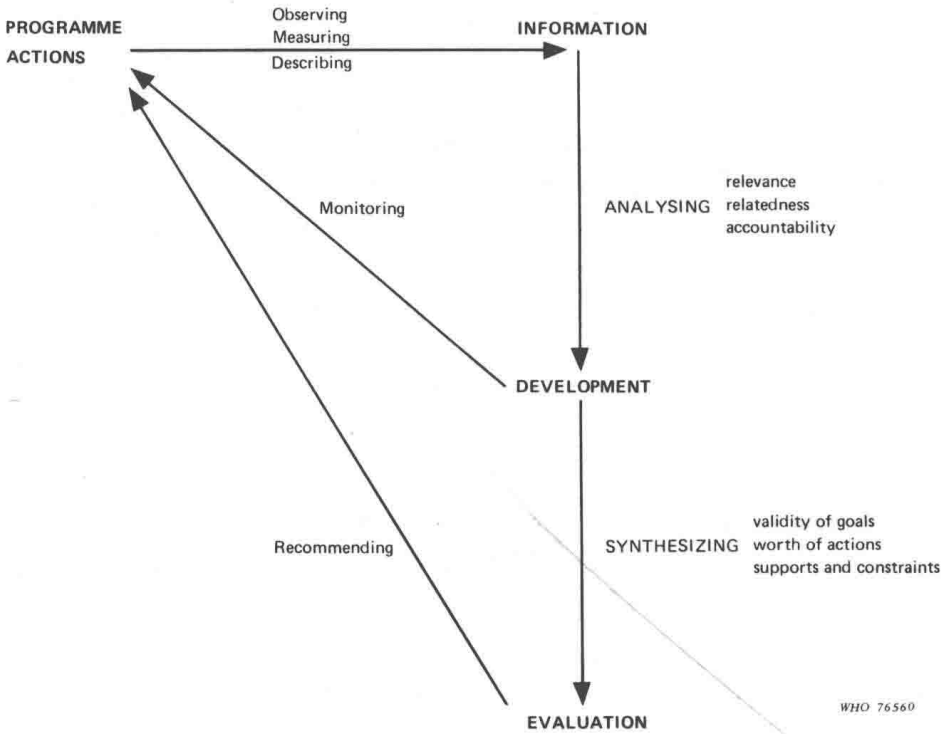 PROGRAMME
ACTIONS
Observing
Measuring
Describing
INFORMATION
Monitoring
ANALYSING
relevance
relatedness
accountability
DEVELOPMENT
Recommending
SYNTHESIZING
validity of goals
worth of actions
supports and constraints
EVALUATION
WHO 76560